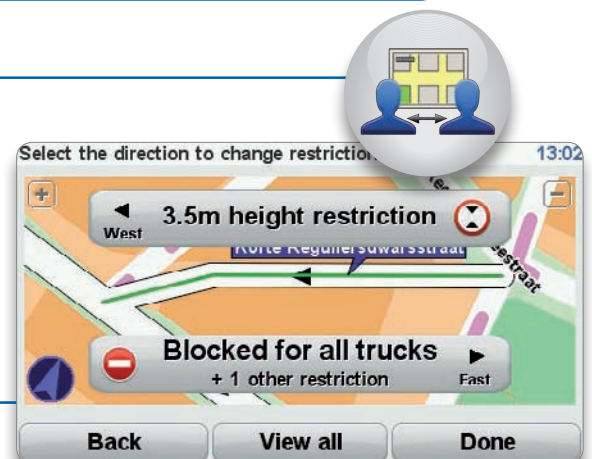 Select the direction to change restriction
13:02
3.5m height restriction
West
Korte Reguliersdwarsstraat
Blocked for all trucks
+ 1 other restriction
East
Back
View all
Done